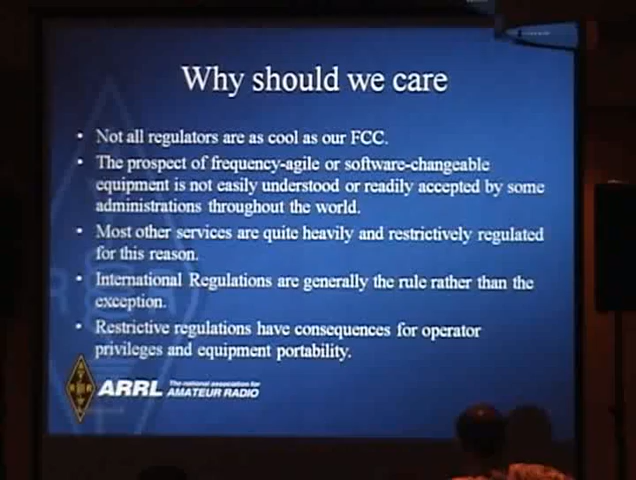 Why should we care
• Not all regulators are as cool as our FCC.
• The prospect of frequency-agile or software-changeable
equipment is not easily understood or readily accepted by some
administrations throughout the world.
• Most other services are quite heavily and restrictively regulated
for this reason.
• International Regulations are generally the rule rather than the
exception.
• Restrictive regulations have consequences for operator
privileges and equipment portability.
ARRL The national association for
AMATEUR RADIO